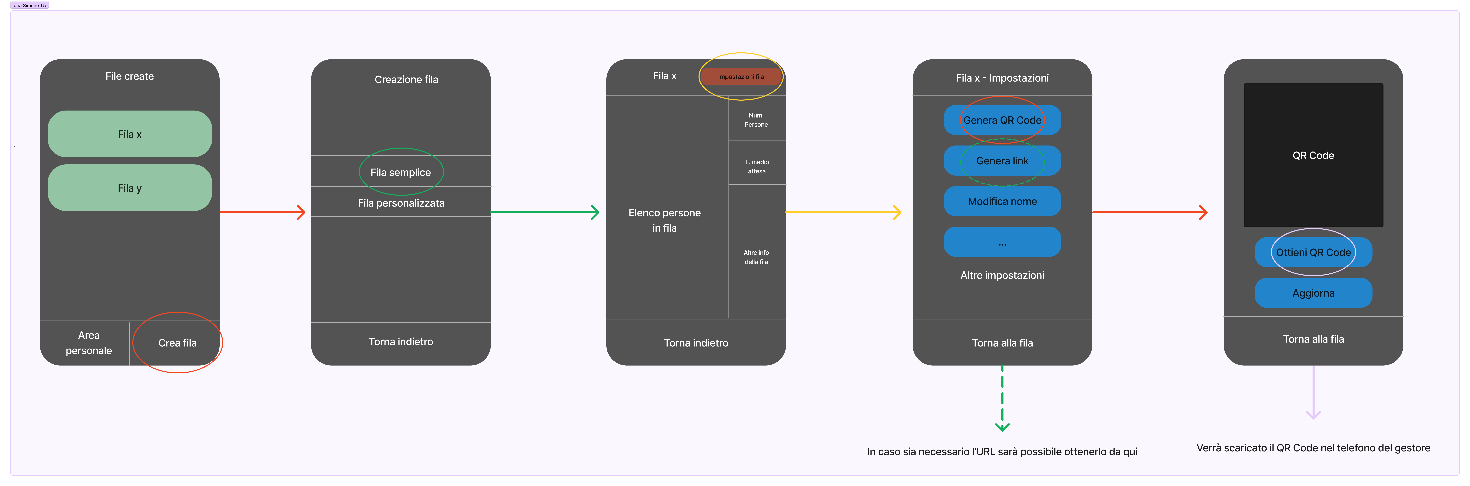 File create
Fila x
Fila y
Area
personale
Crea fila
Creazione fila
Fila semplice
Fila personalizzata
Torna indietro
Fila x
Impostazioni fila
Num
Persone
T. medio
attesa
Elenco persone
in fila
Altre info
della fila
Torna indietro
Fila x - Impostazioni
Genera QR Code
Genera link
Modifica nome
...
Altre impostazioni
Torna alla fila
In caso sia necessario l'URL sarà possibile ottenerlo da qui
QR Code
Ottieni QR Code
Aggiorna
Torna alla fila
Verrà scaricato il QR Code nel telefono del gestore